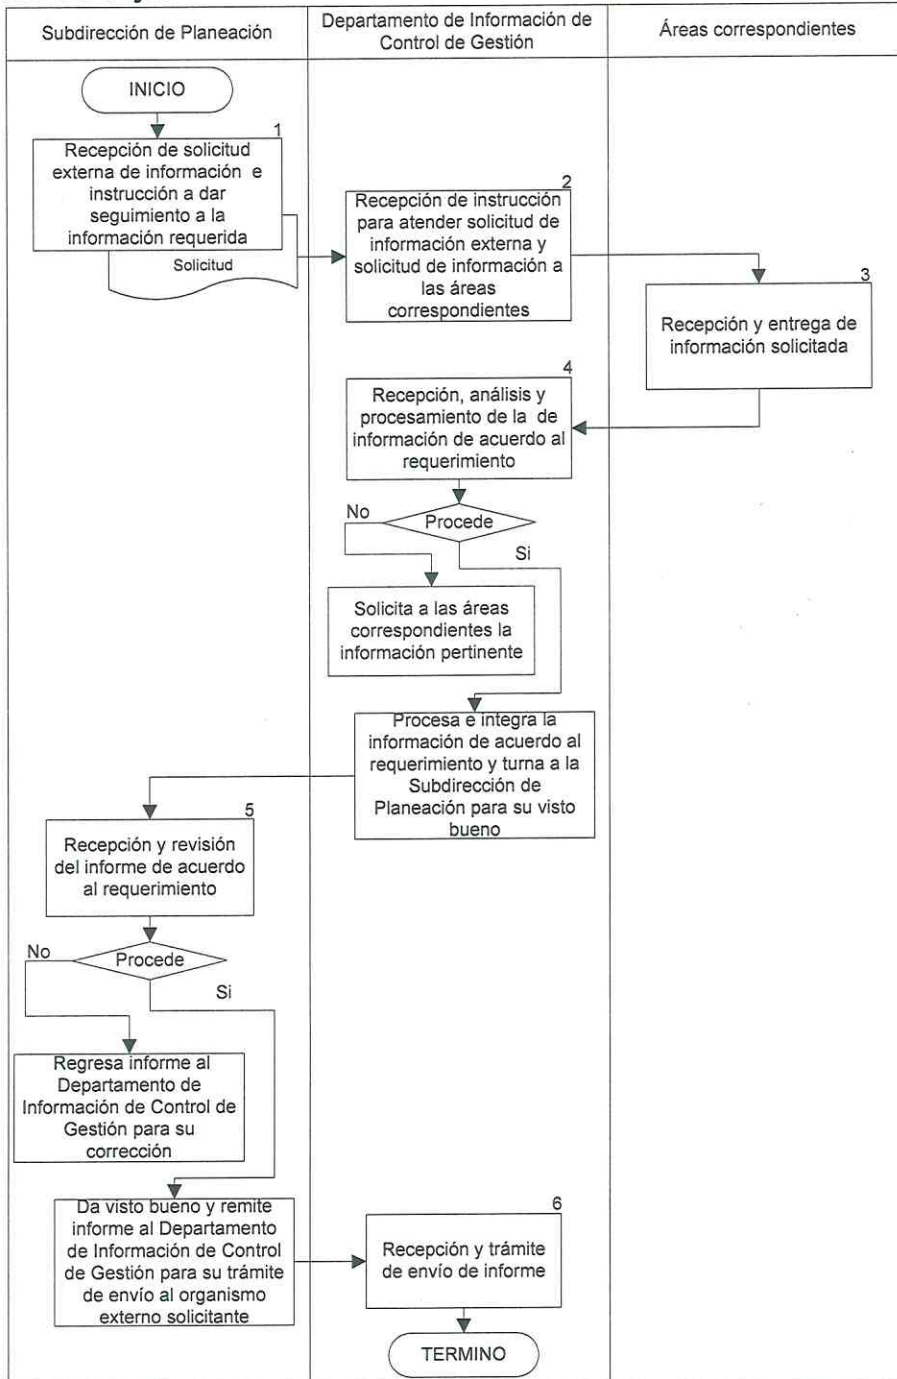 Subdirección de Planeación
Departamento de Información de
Control de Gestión
Áreas correspondientes
INICIO
1
Recepción de solicitud
externa de información e
instrucción a dar
seguimiento a la
información requerida
Solicitud
2
Recepción de instrucción
para atender solicitud de
información externa y
solicitud de información a
las áreas
correspondientes
3
Recepción y entrega de
información solicitada
4
Recepción, análisis y
procesamiento de la de
información de acuerdo al
requerimiento
No
Procede
Si
Solicita a las áreas
correspondientes la
información pertinente
Procesa e integra la
información de acuerdo al
requerimiento y turna a la
Subdirección de
Planeación para su visto
bueno
5
Recepción y revisión
del informe de acuerdo
al requerimiento
No
Procede
Si
Regresa informe al
Departamento de
Información de Control de
Gestión para su
corrección
Da visto bueno y remite
informe al Departamento
de Información de Control
de Gestión para su trámite
de envío al organismo
externo solicitante
6
Recepción y trámite
de envío de informe
TERMINO